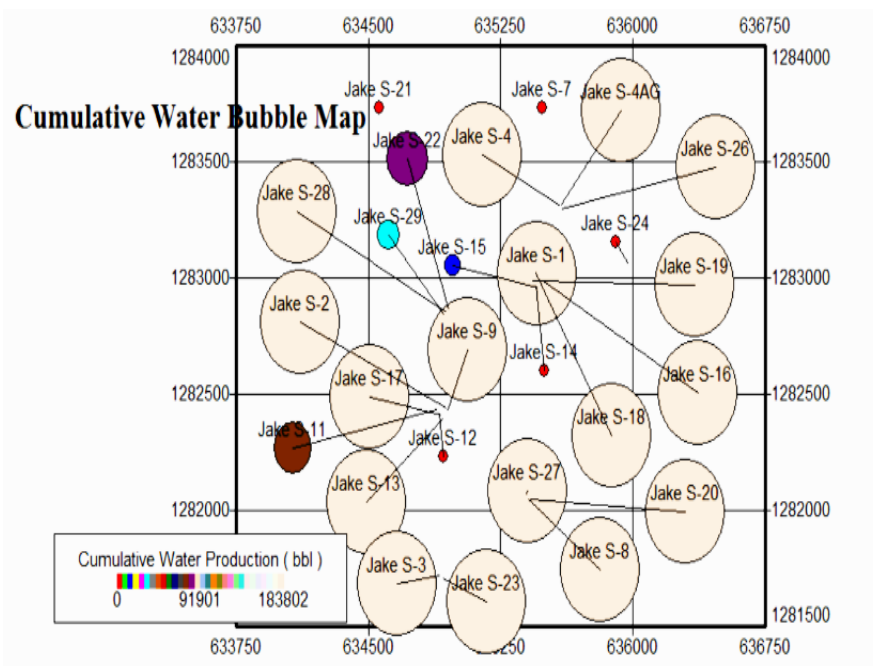 633750 634500 635250 636000 636750
1284000 1284000
Jake S-21 Jake S-7 Jake S-4AG
Cumulative Water Bubble Map
Jake S-22 Jake S-4 Jake S-26
1283500 1283500
Jake S-28
Jake S-29 Jake S-24
Jake S-15 Jake S-1 Jake S-19
1283000 1283000
Jake S-2
Jake S-9
Jake S-14
Jake S-17 Jake S-16
1282500 1282500
Jake S-11 Jake S-12 Jake S-18
Jake S-27
Jake S-13 Jake S-20
1282000 1282000
Cumulative Water Production ( bbl )
Jake S-3 Jake S-8
Jake S-23
0 91901 183802
1281500
633750 634500 635250 636000 636750